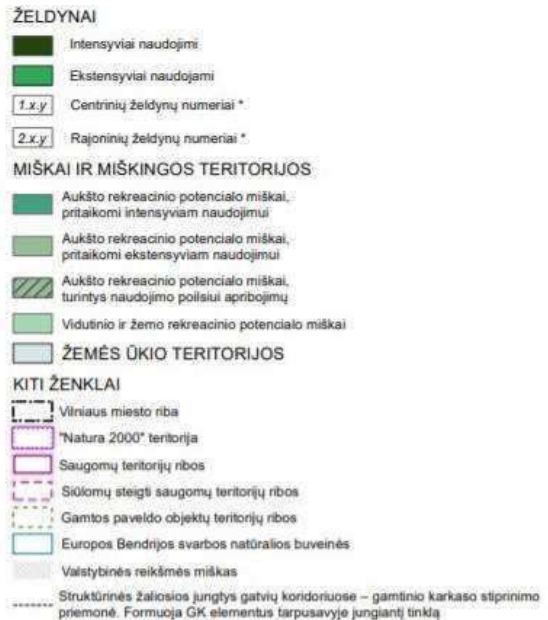 ŽELDYNAI
Intensyviai naudojimi
Ekstensyviai naudojami
1.x.y Centrinių želdynų numeriai *
2.x.y Rajoninių želdynų numeriai *
MIŠKAI IR MIŠKINGOS TERITORIJOS
Aukšto rekreacinio potencialo miškai,
pritaikomi intensyviam naudojimui
Aukšto rekreacinio potencialo miškai,
pritaikomi ekstensyviam naudojimui
Aukšto rekreacinio potencialo miškai,
turintys naudojimo poilsiui apribojimų
Vidutinio ir žemo rekreacinio potencialo miškai
ŽEMĖS ŪKIO TERITORIJOS
KITI ŽENKLAI
Vilniaus miesto riba
"Natura 2000" teritorija
Saugomų teritorijų ribos
Siūlomų steigti saugomų teritorijų ribos
Gamtos paveldo objektų teritorijų ribos
Europos Bendrijos svarbos natūralios buveinės
Valstybinės reikšmės miškas
Struktūrinės žaliosios jungtys gatvių koridoriuose – gamtinio karkaso stiprinimo
priemonė. Formuoja GK elementus tarpusavyje jungiantį tinklą